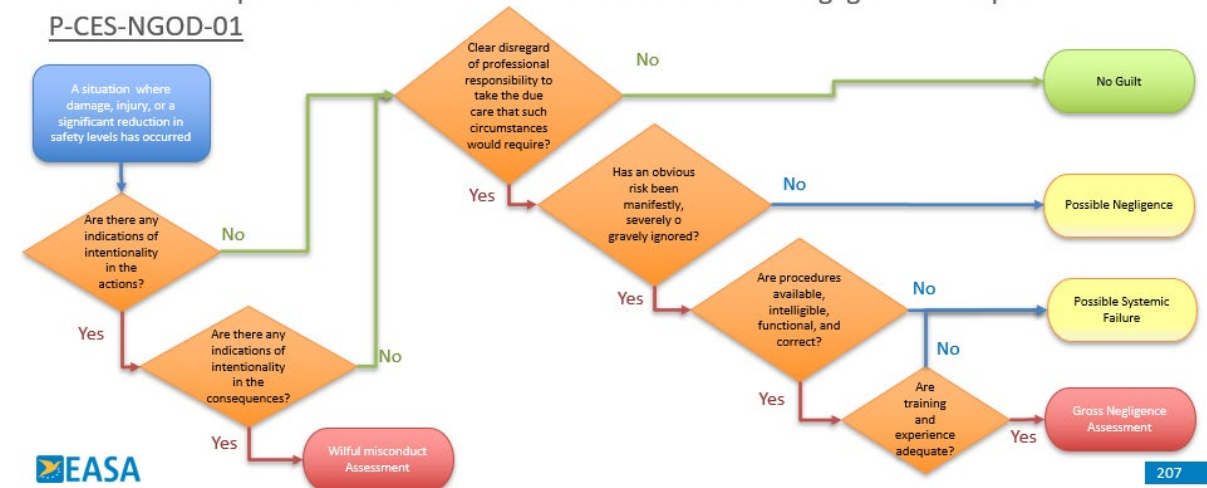 P-CES-NGOD-01
A situation where
damage, injury, or a
significant reduction in
safety levels has occurred
Are there any
indications of
intentionality
in the
actions?
No
Yes
Are there any
indications of
intentionality
in the
consequences?
No
Yes
Wilful misconduct
Assessment
Clear disregard
of professional
responsibility to
take the due
care that such
circumstances
would require?
No
No Guilt
Yes
Has an obvious
risk been
manifestly,
severely o
gravely ignored?
No
Possible Negligence
Yes
Are procedures
available,
intelligible,
functional, and
correct?
No
Possible Systemic
Failure
Yes
Are
training
and
experience
adequate?
No
Yes
Gross Negligence
Assessment
EASA
207